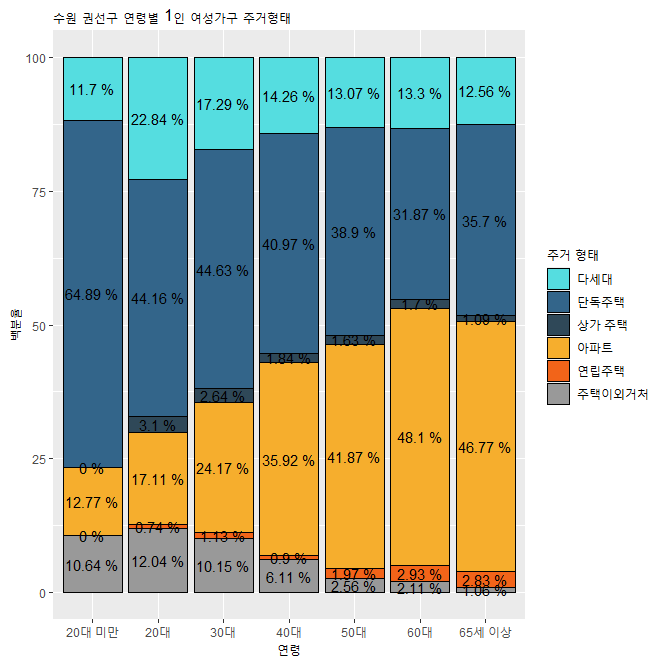 수원 권선구 연령별 1인 여성가구 주거형태
백분율
100
75
50
25
0
11.7 % 22.84 % 17.29 % 14.26 % 13.07 % 13.3 % 12.56 %
64.89 % 44.16 % 44.63 % 40.97 % 38.9 % 31.87 % 35.7 %
0 % 3.1 % 2.64 % 1.84 % 1.63 % 1.7 % 1.09 %
12.77 % 17.11 % 24.17 % 35.92 % 41.87 % 48.1 % 46.77 %
0 % 0.74 % 1.13 % 0.9 % 1.97 % 2.93 % 2.83 %
10.64 % 12.04 % 10.15 % 6.11 % 2.56 % 2.11 % 1.06 %
20대 미만 20대 30대 40대 50대 60대 65세 이상
연령
주거 형태
다세대
단독주택
상가 주택
아파트
연립주택
주택이외거처